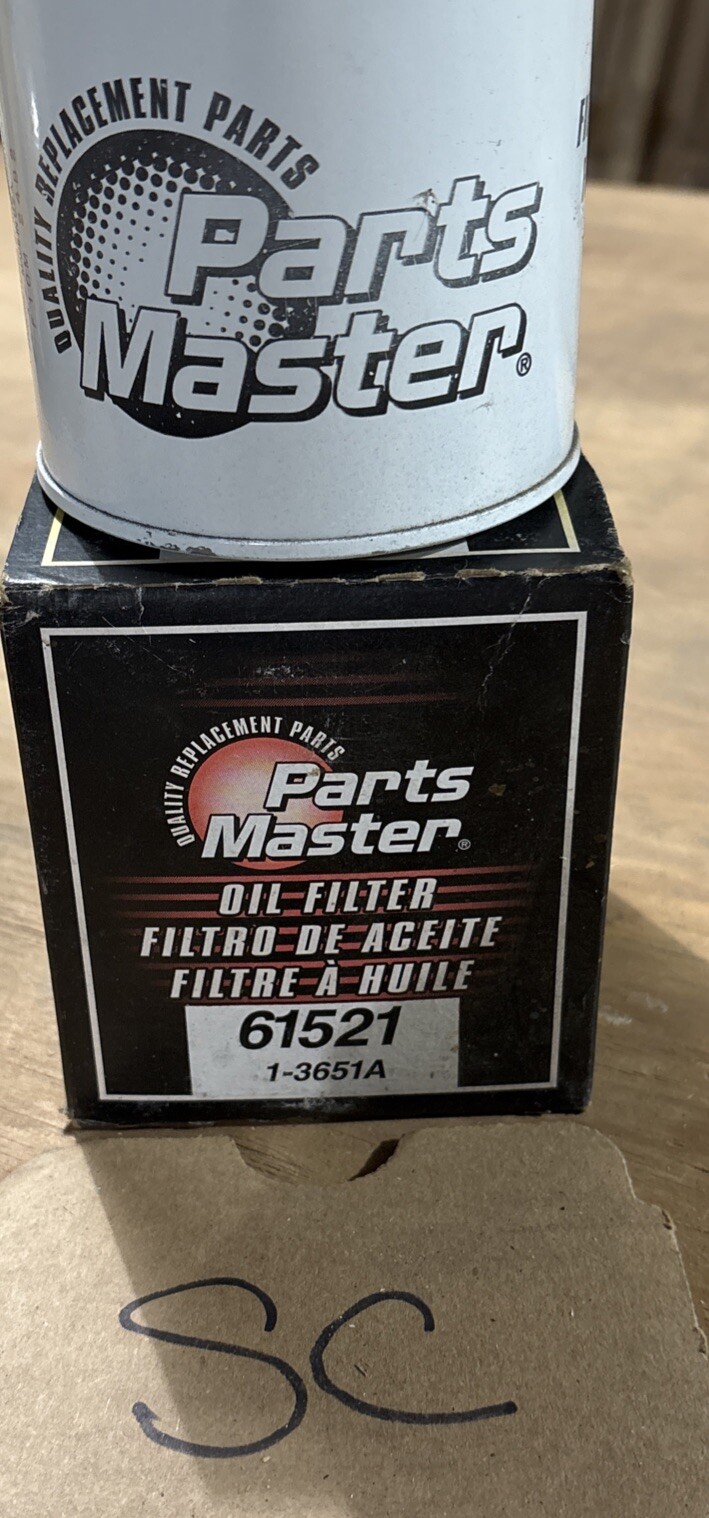 QUALITY REPLACEMENT PARTS
Parts
Master®
QUALITY REPLACEMENT PARTS
Parts
Master®
OIL FILTER
FILTRO DE ACEITE
FILTRE À HUILE
61521
1-3651A
SC